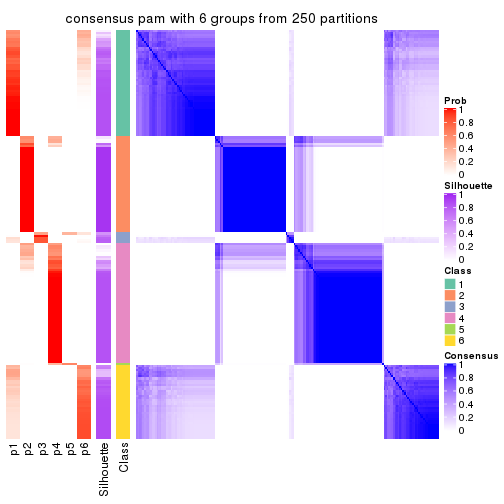 consensus pam with 6 groups from 250 partitions
Prob
1
0.8
0.6
0.4
0.2
0
Silhouette
1
0.8
0.6
0.4
0.2
0
Class
1
2
3
4
5
6
Consensus
1
0.8
0.6
0.4
0.2
0
p1
p2
p3
p4
p5
p6
Silhouette
Class